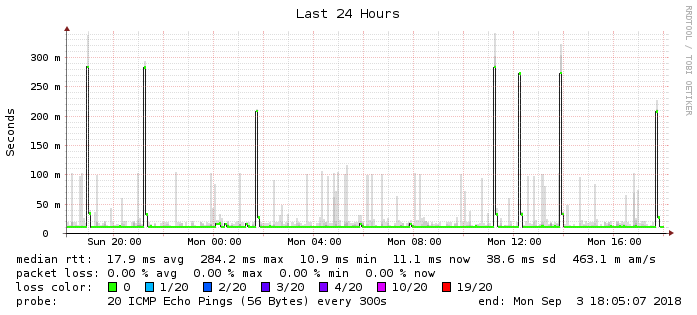 Last 24 Hours
RRDTOOL / TOBI OETIKER
Seconds
300 m
250 m
200 m
150 m
100 m
50 m
0
Sun 20:00 Mon 00:00 Mon 04:00 Mon 08:00 Mon 12:00 Mon 16:00
median rtt: 17.9 ms avg 284.2 ms max 10.9 ms min 11.1 ms now 38.6 ms sd 463.1 m am/s
packet loss: 0.00 % avg 0.00 % max 0.00 % min 0.00 % now
loss color: 0 1/20 2/20 3/20 4/20 10/20 19/20
probe: 20 ICMP Echo Pings (56 Bytes) every 300s end: Mon Sep 3 18:05:07 2018